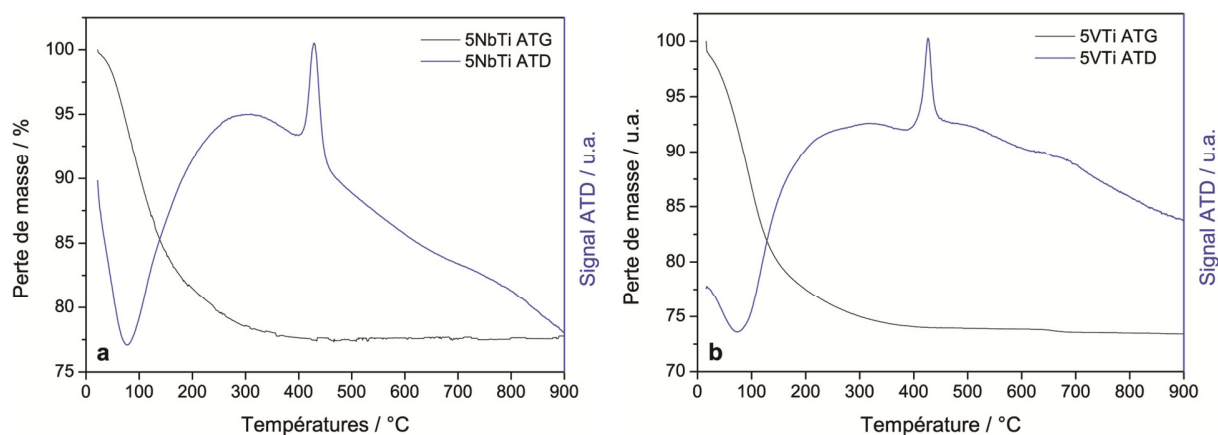 5NbTi ATG
5NbTi ATD
100
95
90
85
80
75
Perte de masse / %
Signal ATD / u.a.
a
0 100 200 300 400 500 600 700 800 900
Températures / °C
5VTi ATG
5VTi ATD
100
95
90
85
80
75
70
Perte de masse / u.a.
Signal ATD / u.a.
b
0 100 200 300 400 500 600 700 800 900
Température / °C